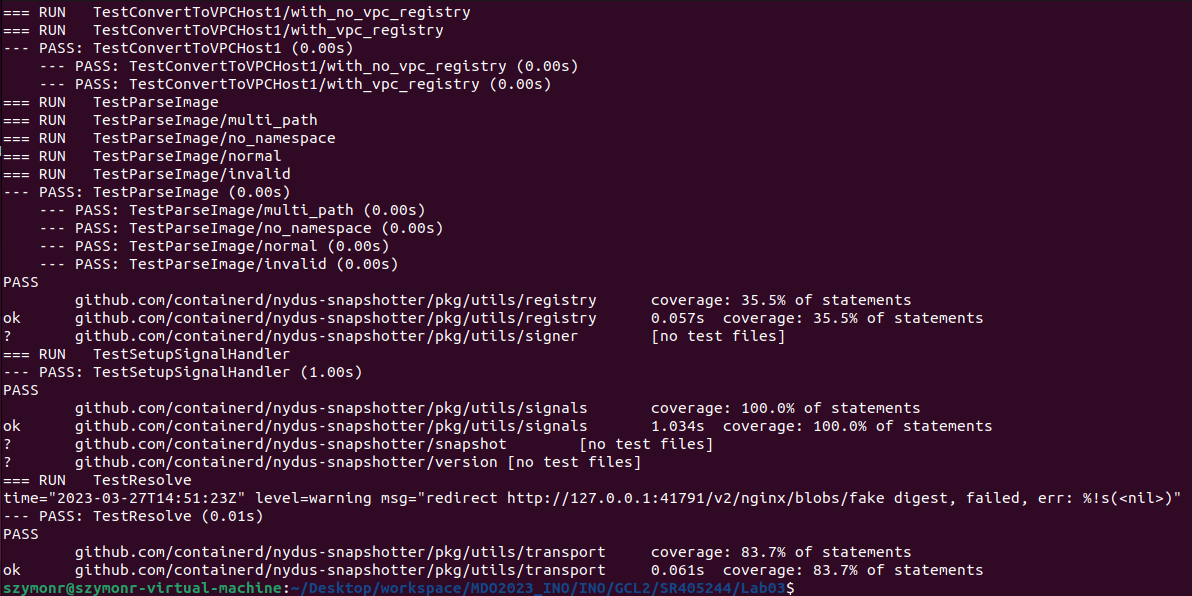 === RUN   TestConvertToVPCHost1/with_no_vpc_registry
=== RUN   TestConvertToVPCHost1/with_vpc_registry
--- PASS: TestConvertToVPCHost1 (0.00s)
    --- PASS: TestConvertToVPCHost1/with_no_vpc_registry (0.00s)
    --- PASS: TestConvertToVPCHost1/with_vpc_registry (0.00s)
=== RUN   TestParseImage
=== RUN   TestParseImage/multi_path
=== RUN   TestParseImage/no_namespace
=== RUN   TestParseImage/normal
=== RUN   TestParseImage/invalid
--- PASS: TestParseImage (0.00s)
    --- PASS: TestParseImage/multi_path (0.00s)
    --- PASS: TestParseImage/no_namespace (0.00s)
    --- PASS: TestParseImage/normal (0.00s)
    --- PASS: TestParseImage/invalid (0.00s)
PASS
        github.com/containerd/nydus-snapshotter/pkg/utils/registry      coverage: 35.5% of statements
ok      github.com/containerd/nydus-snapshotter/pkg/utils/registry      0.057s  coverage: 35.5% of statements
?       github.com/containerd/nydus-snapshotter/pkg/utils/signer        [no test files]
=== RUN   TestSetupSignalHandler
--- PASS: TestSetupSignalHandler (1.00s)
PASS
        github.com/containerd/nydus-snapshotter/pkg/utils/signals       coverage: 100.0% of statements
ok      github.com/containerd/nydus-snapshotter/pkg/utils/signals       1.034s  coverage: 100.0% of statements
?       github.com/containerd/nydus-snapshotter/snapshot        [no test files]
?       github.com/containerd/nydus-snapshotter/version [no test files]
=== RUN   TestResolve
time="2023-03-27T14:51:23Z" level=warning msg="redirect http://127.0.0.1:41791/v2/nginx/blobs/fake digest, failed, err: %!s(<nil>)"
--- PASS: TestResolve (0.01s)
PASS
        github.com/containerd/nydus-snapshotter/pkg/utils/transport     coverage: 83.7% of statements
ok      github.com/containerd/nydus-snapshotter/pkg/utils/transport     0.061s  coverage: 83.7% of statements
szymonr@szymonr-virtual-machine:~/Desktop/workspace/MDO2023_INO/INO/GCL2/SR405244/Lab03$